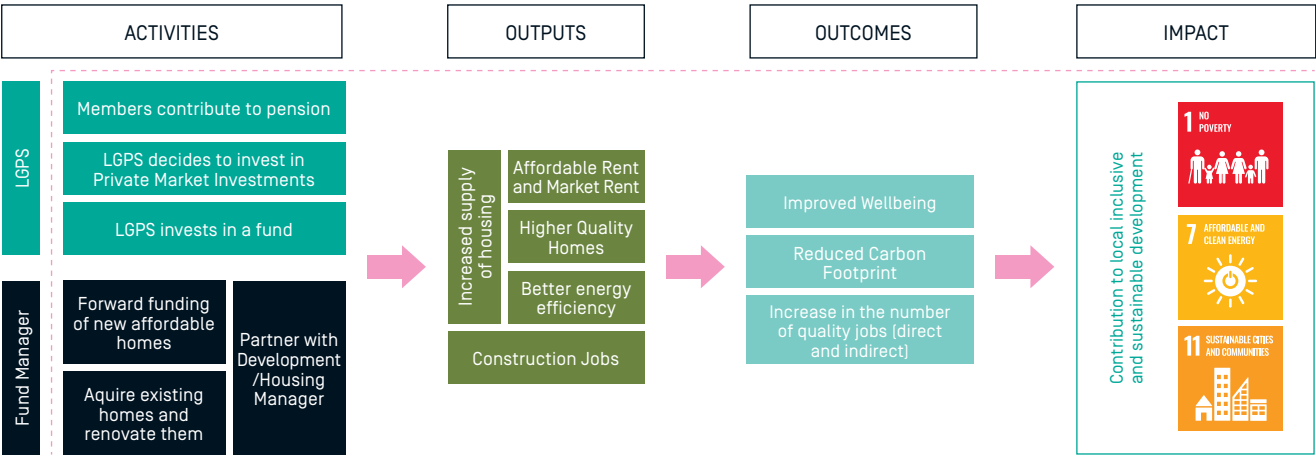 ACTIVITIES
OUTPUTS
OUTCOMES
IMPACT
LGPS
Members contribute to pension
LGPS decides to invest in
Private Market Investments
LGPS invests in a fund
Fund Manager
Forward funding
of new affordable
homes
Aquire existing
homes and
renovate them
Partner with
Development
/Housing
Manager
Increased supply
of housing
Affordable Rent
and Market Rent
Higher Quality
Homes
Better energy
efficiency
Construction Jobs
Improved Wellbeing
Reduced Carbon
Footprint
Increase in the number
of quality jobs (direct
and indirect)
Contribution to local inclusive
and sustainable development
1 NO
POVERTY
7 AFFORDABLE AND
CLEAN ENERGY
11 SUSTAINABLE CITIES
AND COMMUNITIES